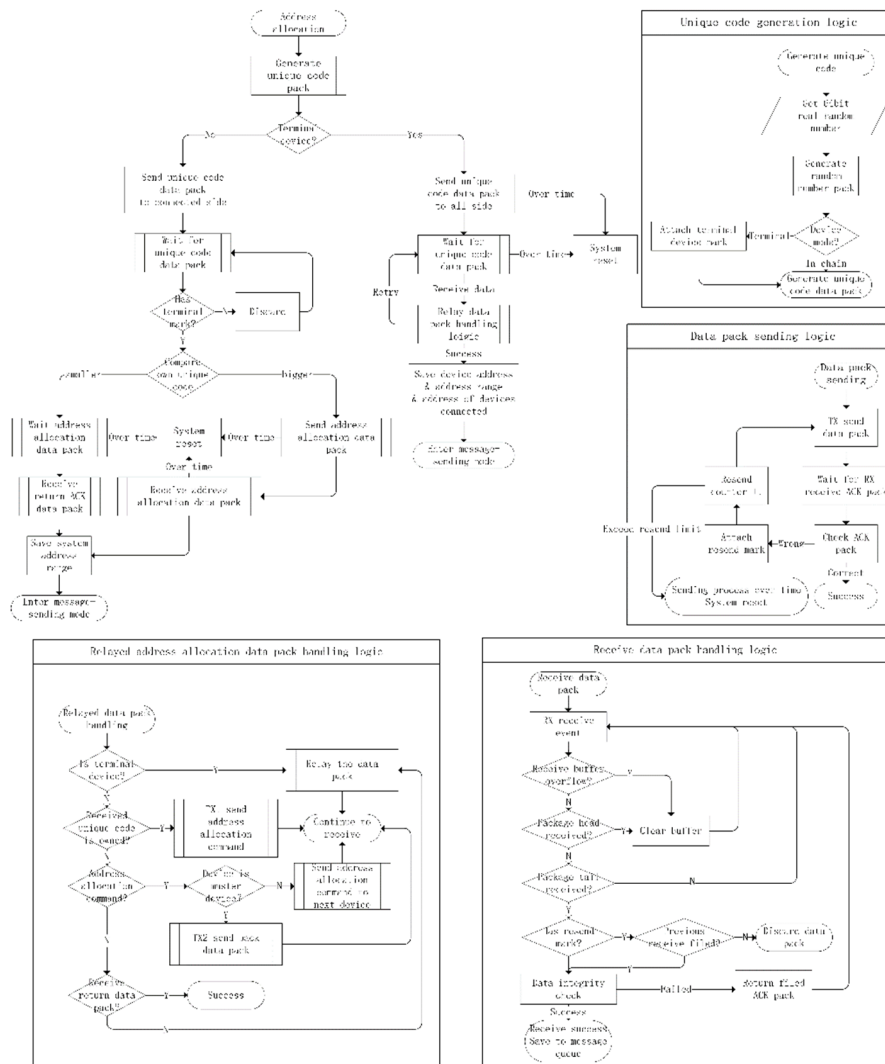 Address
allocation
Generate
unique code
pack
Terminal
device?
No
Yes
Send unique code
data pack
to connected side
Wait for
unique code
data pack
Has
terminal
mark?
N
Discard
Y
Compare
own unique
code
smaller
bigger
Wait address
allocation
data pack
Over time
System
reset
Over time
Send address
allocation data
pack
Over time
Receive
return ACK
data pack
Receive address
allocation data pack
Save system
address
range
Enter message-
sending mode
Send unique
code data pack
to all side
Over time
Wait for
unique code
data pack
Over time
System
reset
Retry
Receive data
Relay data
pack handling
Success
Save device address
& address range
& address of devices
connected
Enter message-
sending mode
Unique code generation logic
Generate unique
code
real random
number
Generate
random
number pack
Attach terminal
device mark
Terminal
Device
mode?
In chain
Generate unique
code data pack
Data pack sending logic
Data pack
sending
TX send
data pack
Resend
counter
Wait for RX
receive ACK pack
Exceed resend limit
Attach
resend mark
Wrong
Check ACK
pack
Correct
Sending process over time
System reset
Success
Relayed address allocation data pack handling logic
Relayed data pack
handling
Is terminal
device?
Y
Relay the data
pack
Received
unique code
is owned?
Y
send
address
allocation
command
Continue to
receive
Address
allocation
command?
Y
Device is
master
device?
N
Send address
allocation
command to
next device
Y
TX2 send back
data pack
Receive
return data
pack?
Y
Success
N
Receive data pack handling logic
Receive data
pack
RX receive
event
Receive buffer
overflow?
Y
N
Package head
received?
Y
Clear buffer
N
Package tail
received?
N
Y
Has resend
mark?
Y
Previous
receive filed?
N
Discard data
pack
Y
Data integrity
check
Return filed
ACK pack
Success
Receive success
Save to message
queue